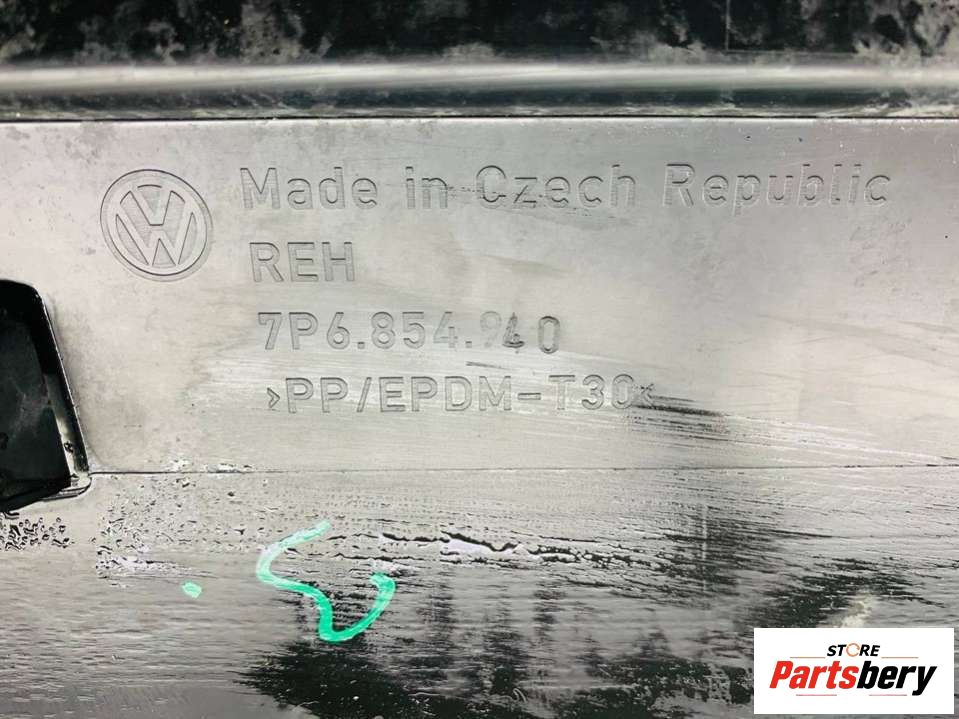 Made in Czech Republic
REH
7P6.854.940
>PP/EPDM-T30<
STORE
Partsbery